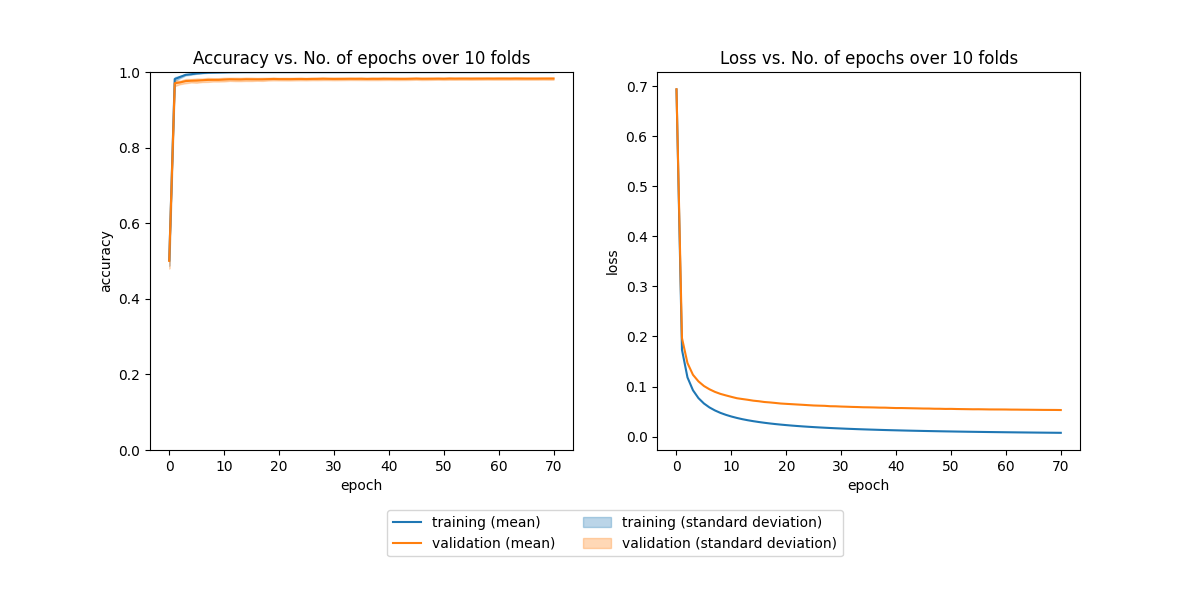 Accuracy vs. No. of epochs over 10 folds
1.0
0.8
0.6
0.4
0.2
0.0
accuracy
0 10 20 30 40 50 60 70
epoch
Loss vs. No. of epochs over 10 folds
0.7
0.6
0.5
0.4
0.3
0.2
0.1
0.0
loss
0 10 20 30 40 50 60 70
epoch
training (mean)
validation (mean)
training (standard deviation)
validation (standard deviation)